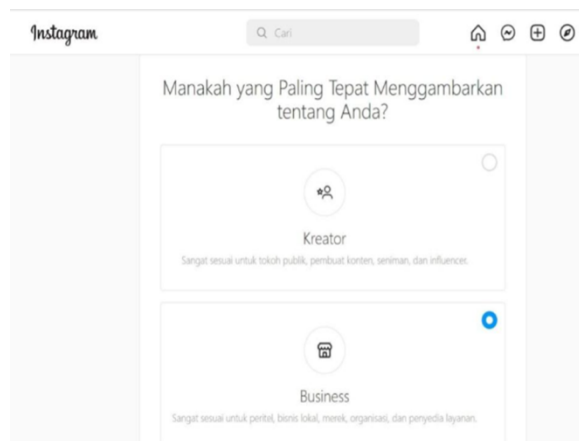 Instagram
Cari
Manakah yang Paling Tepat Menggambarkan
tentang Anda?
Kreator
Sangat sesuai untuk tokoh publik, pembuat konten, seniman, dan influencer.
Business
Sangat sesuai untuk peritel, bisnis lokal, merek, organisasi, dan penyedia layanan.